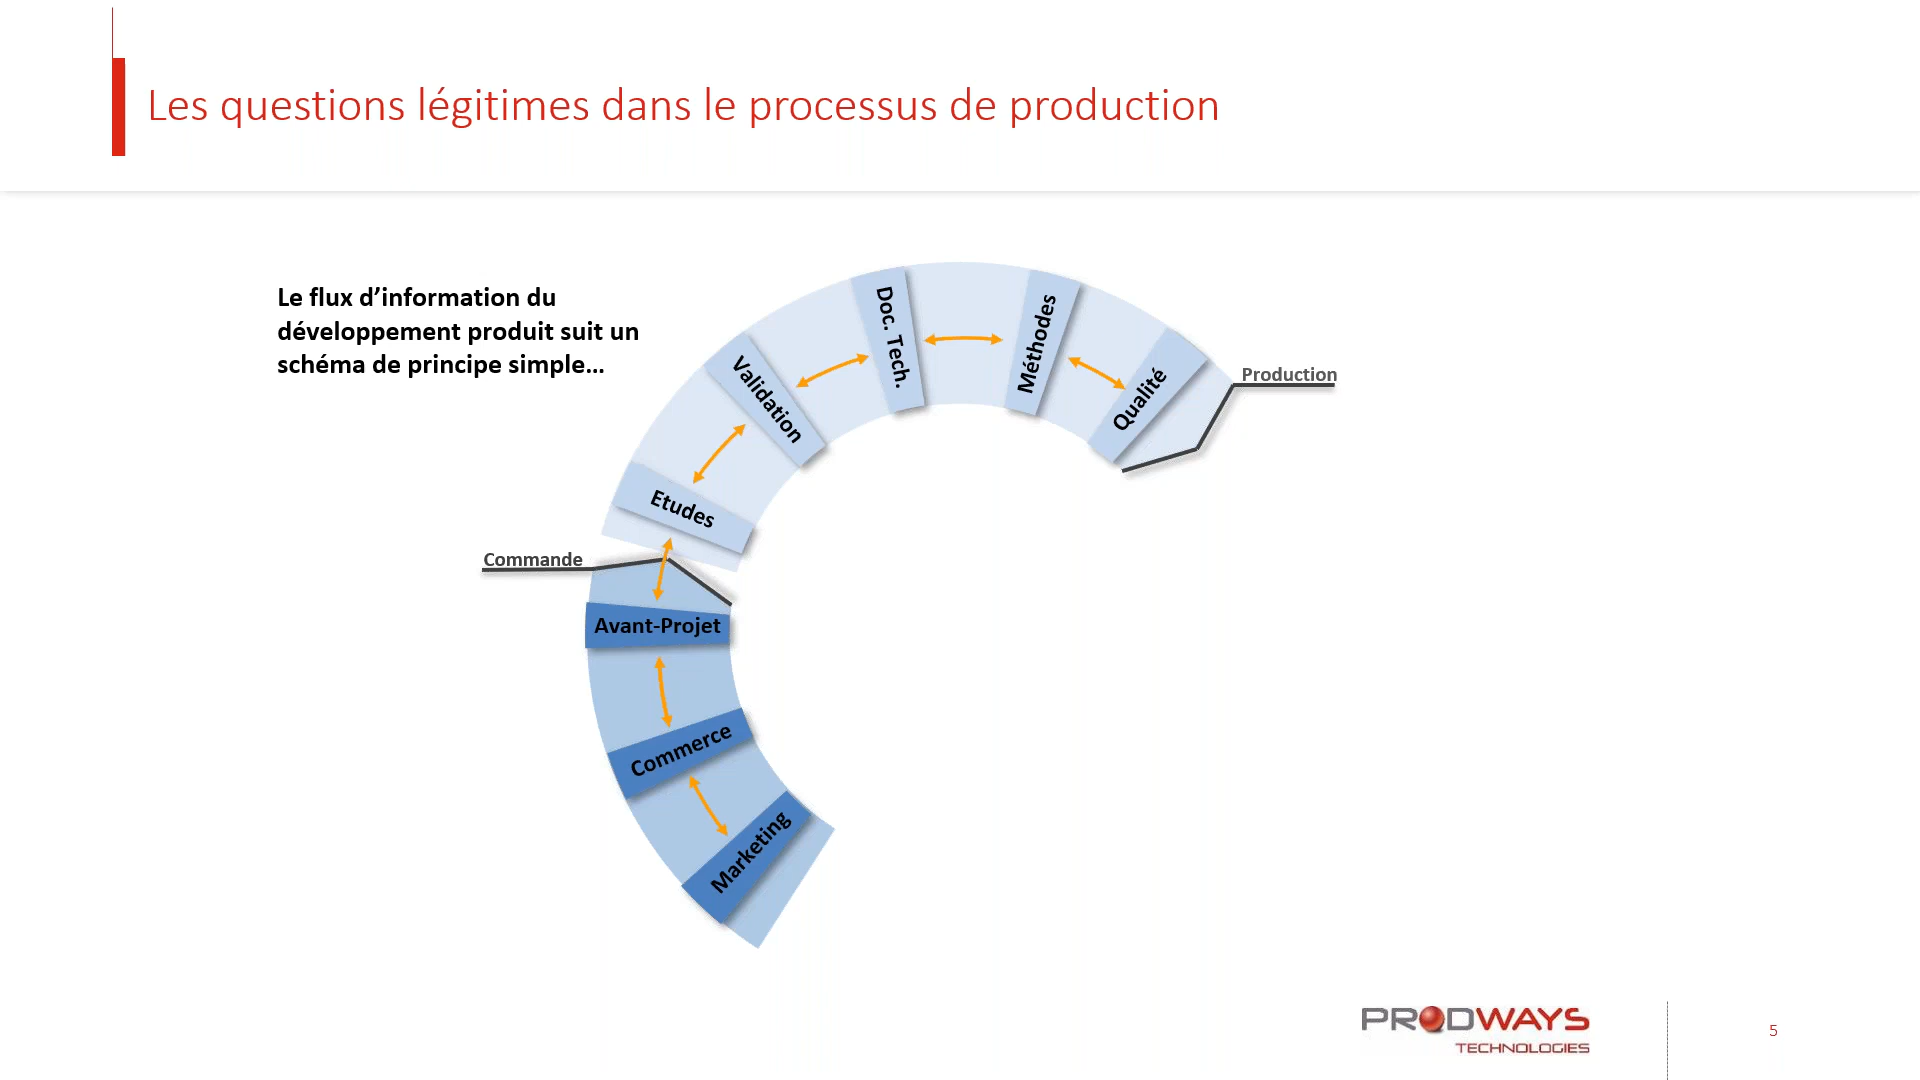 Les questions légitimes dans le processus de production
Le flux d’information du
développement produit suit un
schéma de principe simple…
Doc. Tech.
Méthodes
Validation
Qualité
Production
Etudes
Commande
Avant-Projet
Commerce
Marketing
PRODWAYS
TECHNOLOGIES
5